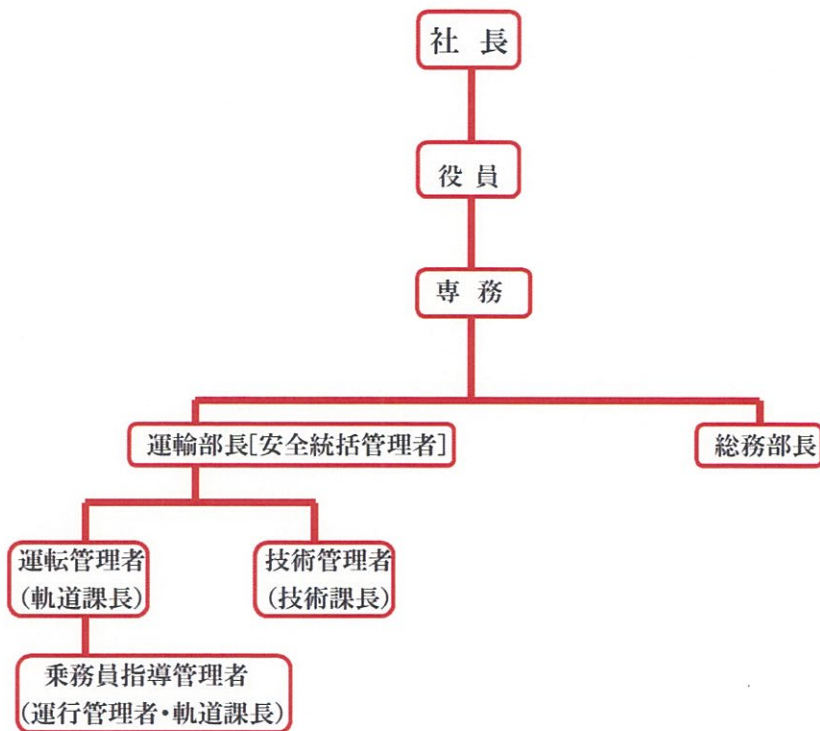 社 長
役 員
専 務
運輸部長[安全統括管理者]
総務部長
運転管理者
(軌道課長)
技術管理者
(技術課長)
乗務員指導管理者
(運行管理者・軌道課長)